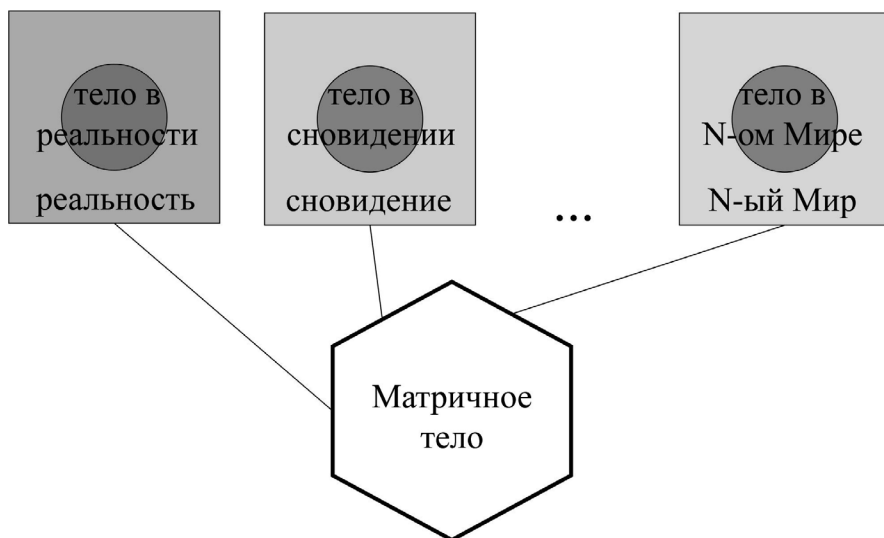 тело в
реальности
реальность
тело в
сновидении
сновидение
...
тело в
N-ом Мире
N-ый Мир
Матричное
тело